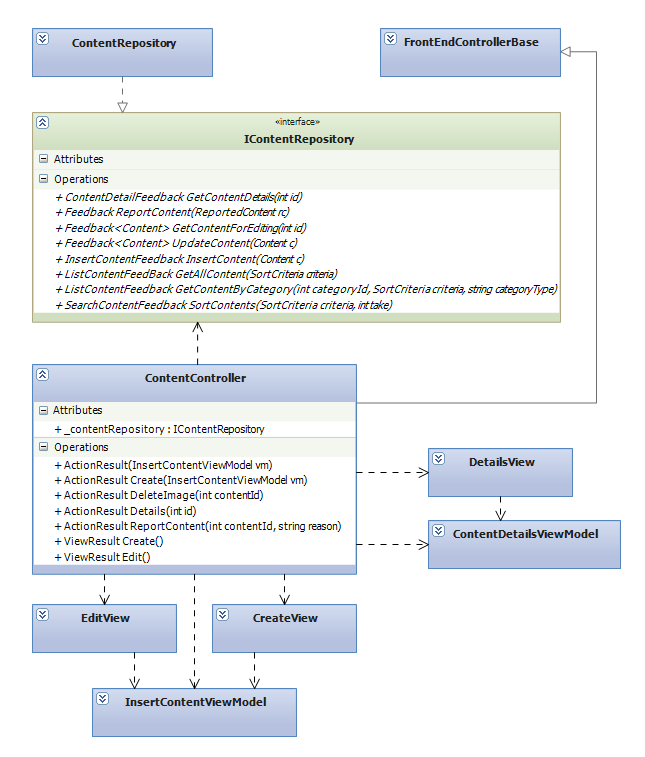 ContentRepository
FrontEndControllerBase
«interface»
IContentRepository
Attributes
Operations
+ ContentDetailFeedback GetContentDetails(int id)
+ Feedback ReportContent(ReportedContent rc)
+ Feedback<Content> GetContentForEditing(int id)
+ Feedback<Content> UpdateContent(Content c)
+ InsertContentFeedback InsertContent(Content c)
+ ListContentFeedBack GetAllContent(SortCriteria criteria)
+ ListContentFeedback GetContentByCategory(int categoryId, SortCriteria criteria, string categoryType)
+ SearchContentFeedback SortContents(SortCriteria criteria, int take)
ContentController
Attributes
+ _contentRepository : IContentRepository
Operations
+ ActionResult(InsertContentViewModel vm)
+ ActionResult Create(InsertContentViewModel vm)
+ ActionResult DeleteImage(int contentId)
+ ActionResult Details(int id)
+ ActionResult ReportContent(int contentId, string reason)
+ ViewResult Create()
+ ViewResult Edit()
DetailsView
ContentDetailsViewModel
EditView
CreateView
InsertContentViewModel